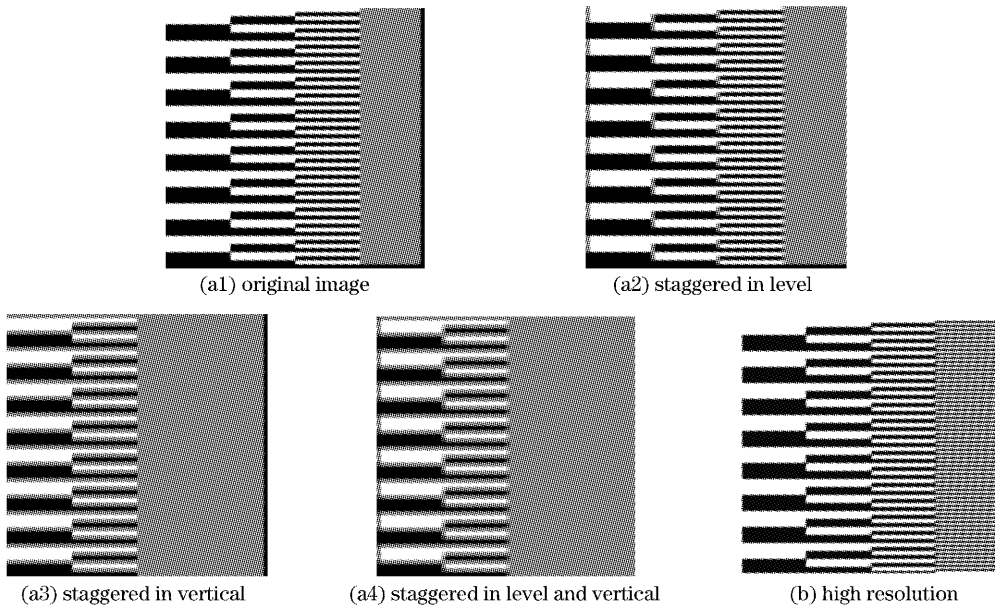 (a1) original image
(a2) staggered in level
(a3) staggered in vertical
(a4) staggered in level and vertical
(b) high resolution